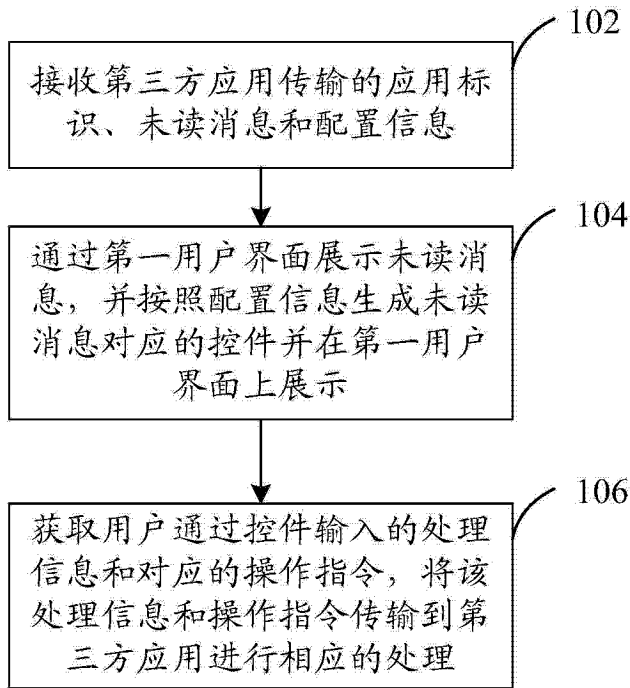 102
接收第三方应用传输的应用标
识、未读消息和配置信息
104
通过第一用户界面展示未读消
息，并按照配置信息生成未读
消息对应的控件并在第一用户
界面上展示
106
获取用户通过控件输入的处理
信息和对应的操作指令，将该
处理信息和操作指令传输到第
三方应用进行相应的处理